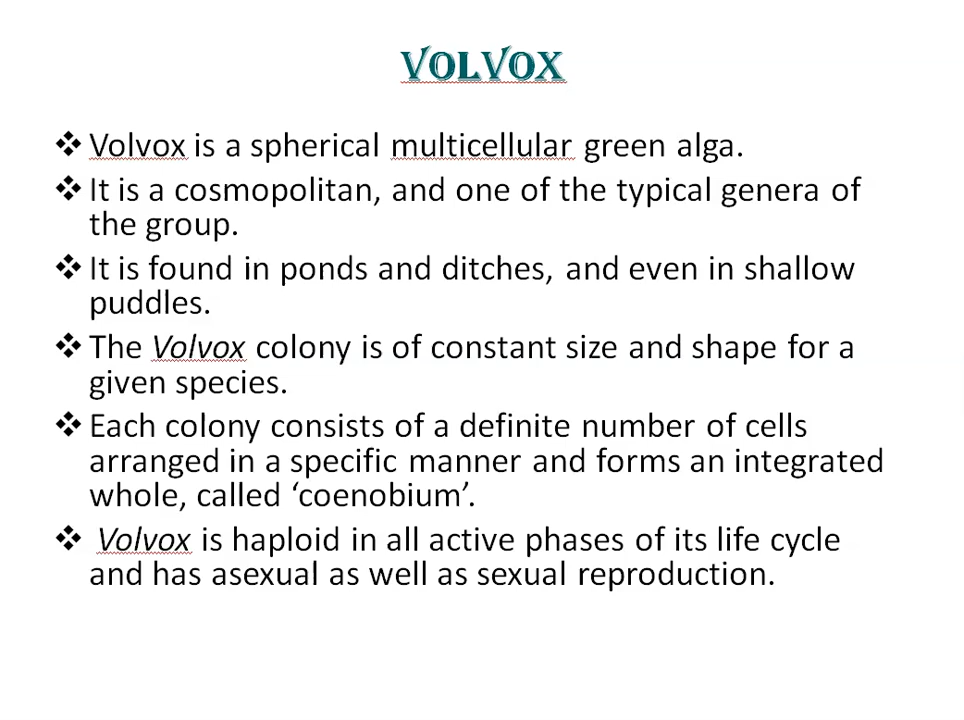 VOLVOX
❖ Volvox is a spherical multicellular green alga.
❖ It is a cosmopolitan, and one of the typical genera of
the group.
❖ It is found in ponds and ditches, and even in shallow
puddles.
❖ The Volvox colony is of constant size and shape for a
given species.
❖ Each colony consists of a definite number of cells
arranged in a specific manner and forms an integrated
whole, called ‘coenobium’.
❖ Volvox is haploid in all active phases of its life cycle
and has asexual as well as sexual reproduction.